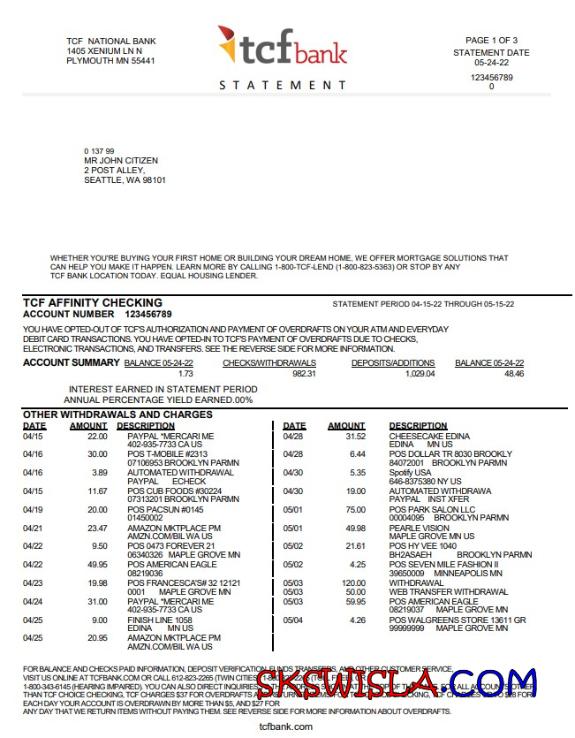 TCF NATIONAL BANK
1405 XENIUM LN N
PLYMOUTH MN 55441
tcfbank
STATEMENT
PAGE 1 OF 3
STATEMENT DATE
05-24-22
123456789
0
0 137 99
MR JOHN CITIZEN
2 POST ALLEY,
SEATTLE, WA 98101
WHETHER YOU'RE BUYING YOUR FIRST HOME OR BUILDING YOUR DREAM HOME, WE OFFER MORTGAGE SOLUTIONS THAT
CAN HELP YOU MAKE IT HAPPEN. LEARN MORE BY CALLING 1-800-TCF-LEND (1-800-823-5363) OR STOP BY ANY
TCF BANK LOCATION TODAY. EQUAL HOUSING LENDER.
TCF AFFINITY CHECKING STATEMENT PERIOD 04-15-22 THROUGH 05-15-22
ACCOUNT NUMBER 123456789
YOU HAVE OPTED-OUT OF TCF'S AUTHORIZATION AND PAYMENT OF OVERDRAFTS ON YOUR ATM AND EVERYDAY
DEBIT CARD TRANSACTIONS. YOU HAVE OPTED-IN TO TCF'S PAYMENT OF OVERDRAFTS DUE TO CHECKS,
ELECTRONIC TRANSACTIONS, AND TRANSFERS. SEE THE REVERSE SIDE FOR MORE INFORMATION.
ACCOUNT SUMMARY BALANCE 05-24-22 CHECKS/WITHDRAWALS DEPOSITS/ADDITIONS BALANCE 05-24-22
1.73 982.31 1,029.04 48.46
INTEREST EARNED IN STATEMENT PERIOD
ANNUAL PERCENTAGE YIELD EARNED.00%
OTHER WITHDRAWALS AND CHARGES
DATE AMOUNT DESCRIPTION
04/15 22.00 PAYPAL *MERCARI ME
402-935-7733 CA US
04/16 30.00 POS T-MOBILE #2313
07106953 BROOKLYN PARMN
04/16 3.89 AUTOMATED WITHDRAWAL
PAYPAL ECHECK
04/15 11.67 POS CUB FOODS #30224
07313201 BROOKLYN PARMN
04/19 20.00 POS PACSUN #0145
01450002
04/21 23.47 AMAZON MKTPLACE PM
AMZN.COM/BIL WA US
04/22 9.50 POS 0473 FOREVER 21
06340326 MAPLE GROVE MN
04/22 49.95 POS AMERICAN EAGLE
08219036
04/23 19.98 POS FRANCESCA'S# 32 12121
0001 MAPLE GROVE MN
04/24 31.00 PAYPAL *MERCARI ME
402-935-7733 CA US
04/25 9.00 FINISH LINE 1058
EDINA MN US
04/25 20.95 AMAZON MKTPLACE PM
AMZN.COM/BIL WA US
DATE AMOUNT DESCRIPTION
04/28 31.52 CHEESECAKE EDINA
EDINA MN US
04/28 6.44 POS DOLLAR TR 8030 BROOKLY
84072001 BROOKLYN PARMN
04/30 5.35 Spotify USA
646-8375380 NY US
04/30 19.00 AUTOMATED WITHDRAWA
PAYPAL INST XFER
05/01 75.00 POS PARK SALON LLC
00004095 BROOKLYN PARMN
05/01 49.98 PEARLE VISION
MAPLE GROVE MN US
05/02 21.61 POS HY VEE 1040
BH2ASAEH BROOKLYN PARMN
05/02 4.25 POS SEVEN MILE FASHION II
39650009 MINNEAPOLIS MN
05/03 120.00 WITHDRAWAL
05/03 50.00 WEB TRANSFER WITHDRAWAL
05/03 59.95 POS AMERICAN EAGLE
08219037 MAPLE GROVE MN
05/04 4.26 POS WALGREENS STORE 13611 GR
99999999 MAPLE GROVE MN
FOR BALANCE AND CHECKS PAID INFORMATION, DEPOSIT VERIFICATION, FUNDS TRANSFERS, AND OTHER CUSTOMER SERVICE,
VISIT US ONLINE AT TCFBANK.COM OR CALL 612-823-2265 (TWIN CITIES)
1-800-343-6145 (HEARING IMPAIRED). YOU CAN ALSO DIRECT INQUIRIES
THAN TCF CHOICE CHECKING, TCF CHARGES $37 FOR OVERDRAFTS
EACH DAY YOUR ACCOUNT IS OVERDRAWN BY MORE THAN $5, AND $27 FOR
ANY DAY THAT WE RETURN ITEMS WITHOUT PAYING THEM. SEE REVERSE SIDE FOR MORE INFORMATION ABOUT OVERDRAFTS.
SKSWISLA.COM
tcfbank.com